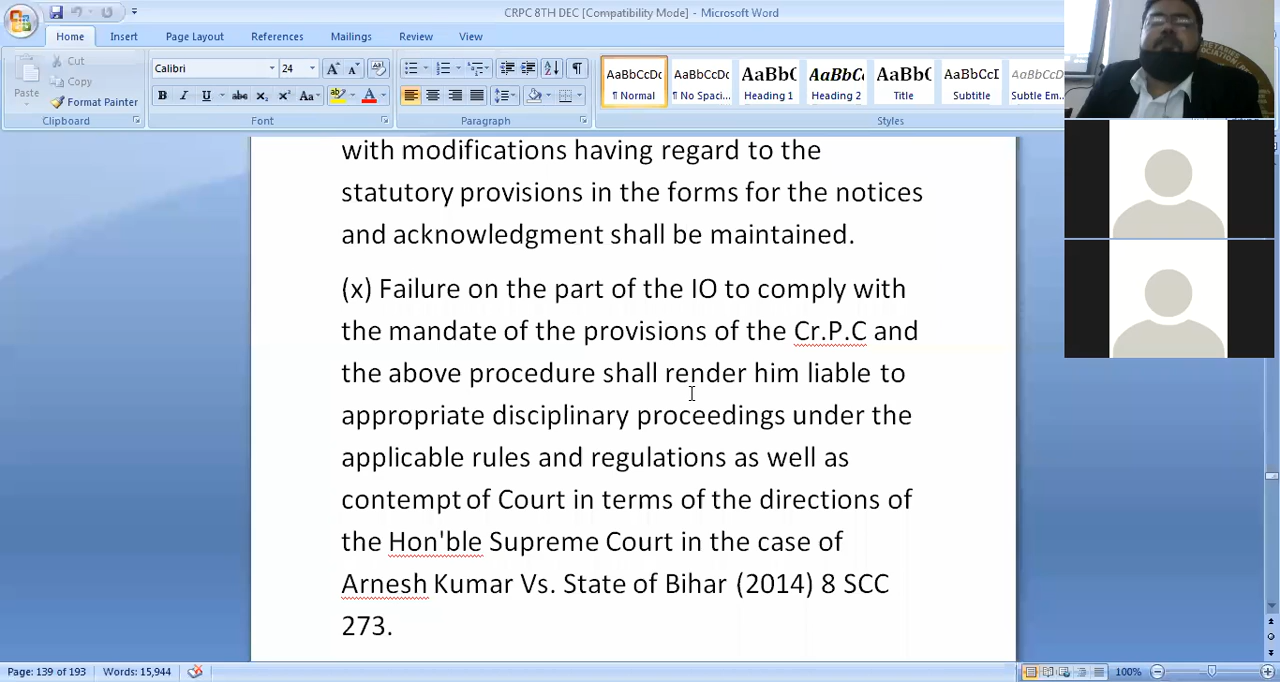 CRPC 8TH DEC [Compatibility Mode] - Microsoft Word
Home Insert Page Layout References Mailings Review View
Cut
Copy
Format Painter
Paste
Clipboard
Calibri 24
Font
Paragraph
AaBbCcDc AaBbCcDc AaBbC AaBbCc AaBbC AaBbCcI AaBbCcDc
¶ Normal ¶ No Spaci... Heading 1 Heading 2 Title Subtitle Subtle Em...
Styles
with modifications having regard to the
statutory provisions in the forms for the notices
and acknowledgment shall be maintained.
(x) Failure on the part of the IO to comply with
the mandate of the provisions of the Cr.P.C and
the above procedure shall render him liable to
appropriate disciplinary proceedings under the
applicable rules and regulations as well as
contempt of Court in terms of the directions of
the Hon'ble Supreme Court in the case of
Arnesh Kumar Vs. State of Bihar (2014) 8 SCC
273.
Page: 139 of 193 Words: 15,944 100%